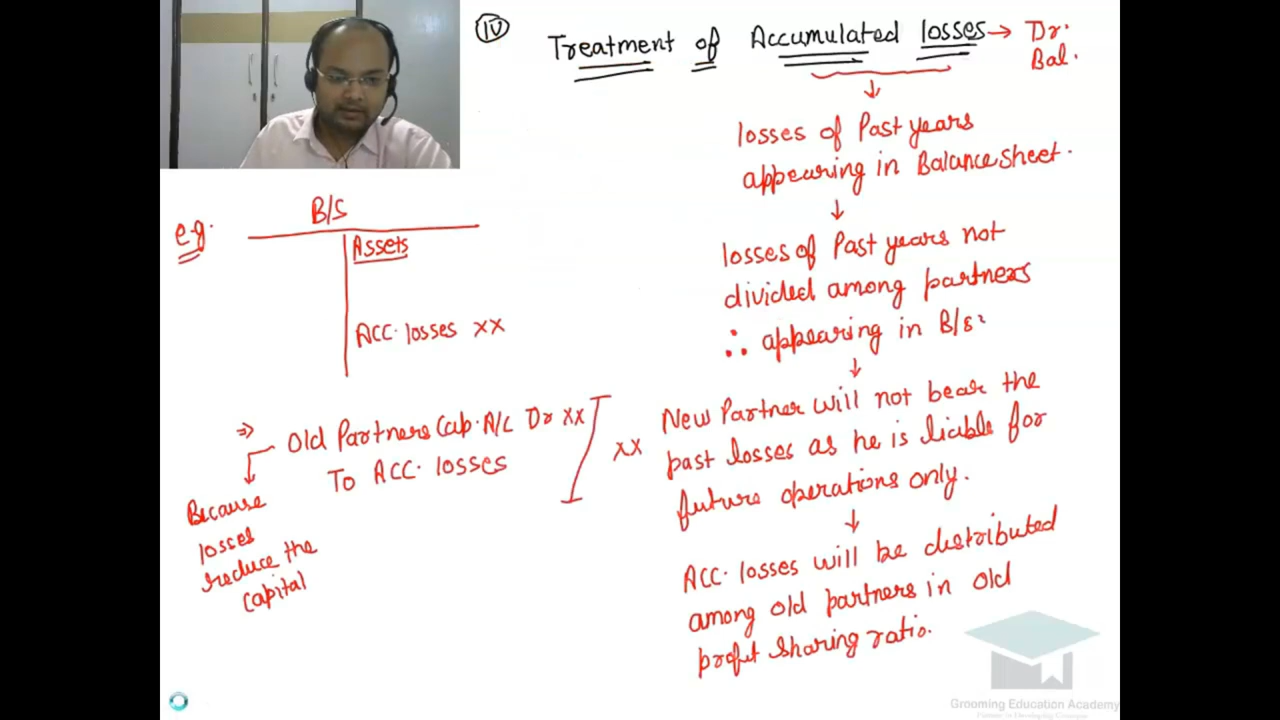 IV Treatment of Accumulated losses → Dr.
Bal.
losses of Past years
appearing in Balance sheet.
losses of Past years not
divided among partners
∴ appearing in B/S
New Partner will not bear the
past losses as he is liable for
future operations only.
ACC. losses will be distributed
among old partners in old
profit sharing ratio.
e.g.
B/S
Assets
ACC. losses XX
⇒ Old Partners Cap. A/C Dr XX
To ACC. losses XX
Because
losses
reduce the
capital
Grooming Education Academy